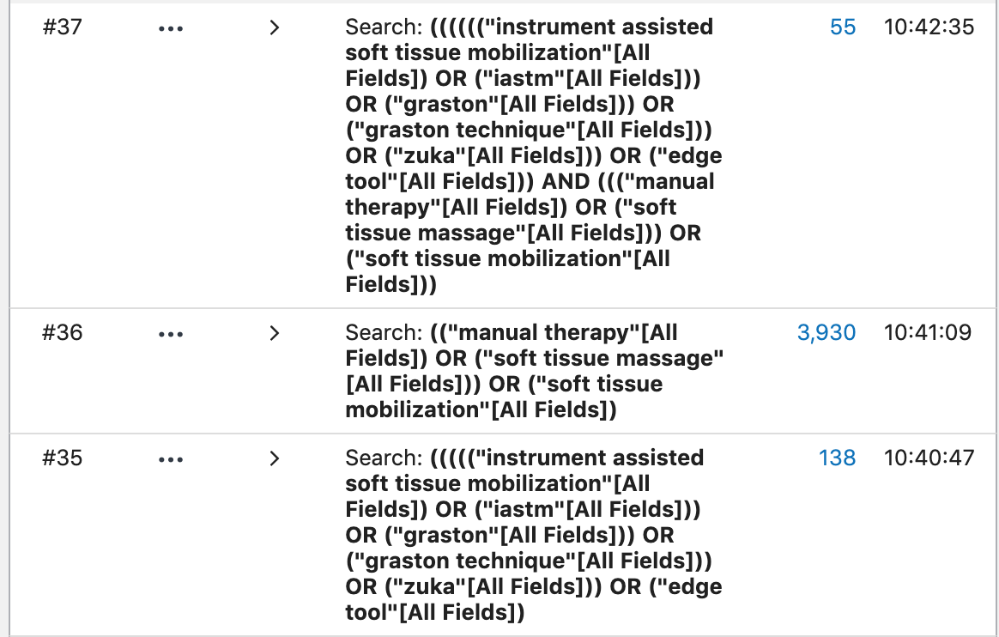 #37 ... > Search: (((((("instrument assisted 55 10:42:35
soft tissue mobilization"[All
Fields]) OR ("iastm"[All Fields]))
OR ("graston"[All Fields])) OR
("graston technique"[All Fields]))
OR ("zuka"[All Fields])) OR ("edge
tool"[All Fields])) AND ((("manual
therapy"[All Fields]) OR ("soft
tissue massage"[All Fields])) OR
("soft tissue mobilization"[All
Fields]))
#36 ... > Search: (("manual therapy"[All 3,930 10:41:09
Fields]) OR ("soft tissue massage"
[All Fields])) OR ("soft tissue
mobilization"[All Fields])
#35 ... > Search: ((((("instrument assisted 138 10:40:47
soft tissue mobilization"[All
Fields]) OR ("iastm"[All Fields]))
OR ("graston"[All Fields])) OR
("graston technique"[All Fields]))
OR ("zuka"[All Fields])) OR ("edge
tool"[All Fields])